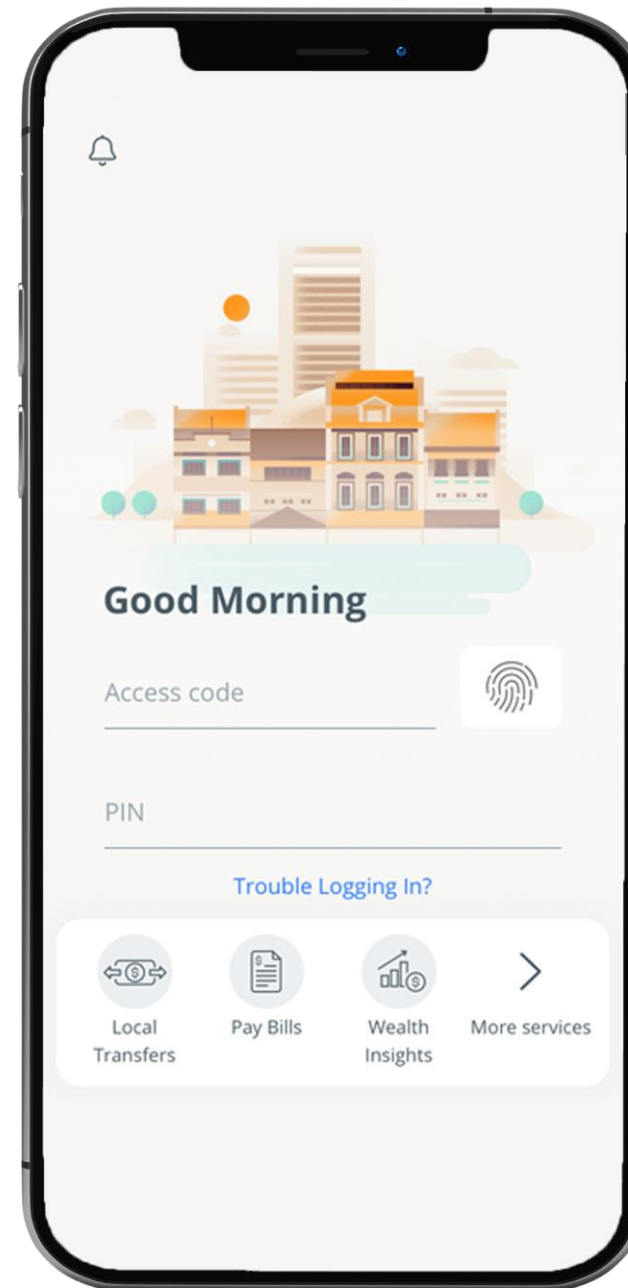 Good Morning
Access code
PIN
Trouble Logging In?
Local
Transfers
Pay Bills
Wealth
Insights
More services